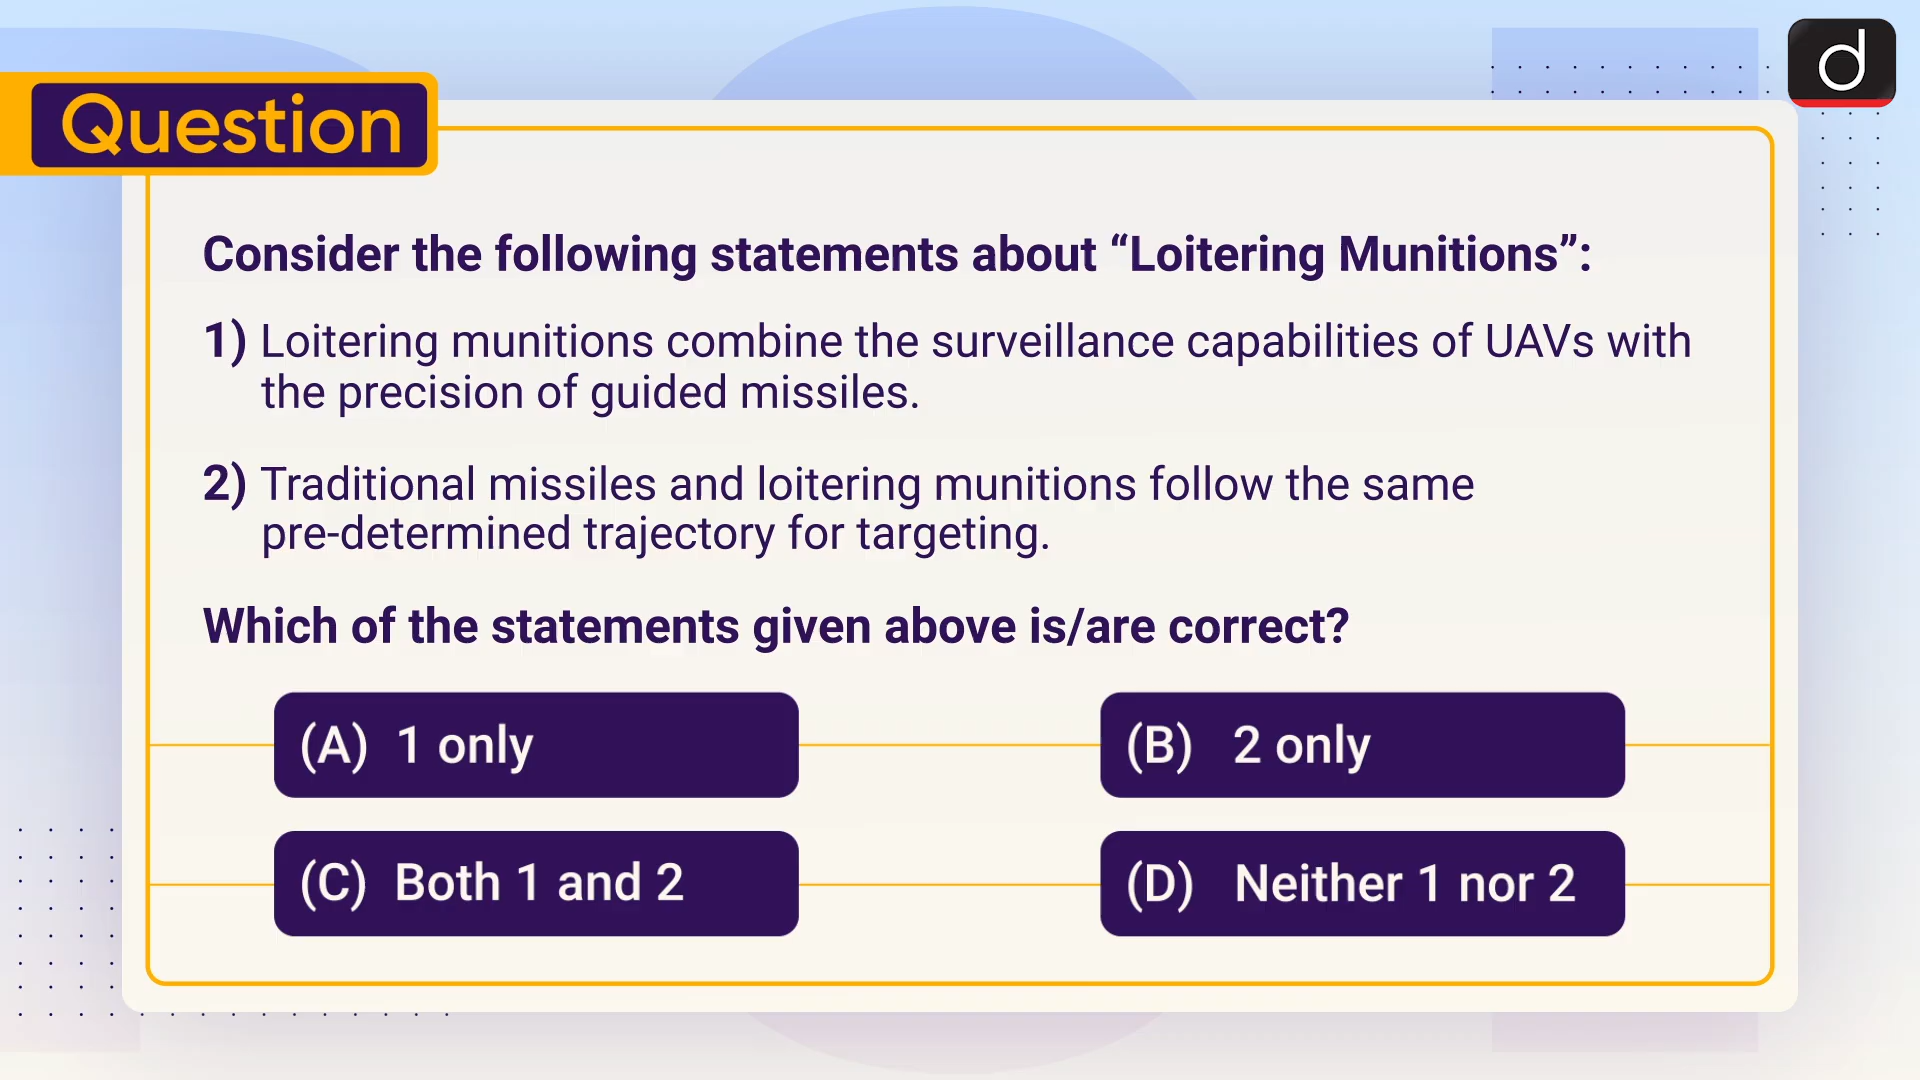 Question
Consider the following statements about “Loitering Munitions”:
1) Loitering munitions combine the surveillance capabilities of UAVs with
the precision of guided missiles.
2) Traditional missiles and loitering munitions follow the same
pre-determined trajectory for targeting.
Which of the statements given above is/are correct?
(A) 1 only
(B) 2 only
(C) Both 1 and 2
(D) Neither 1 nor 2
d